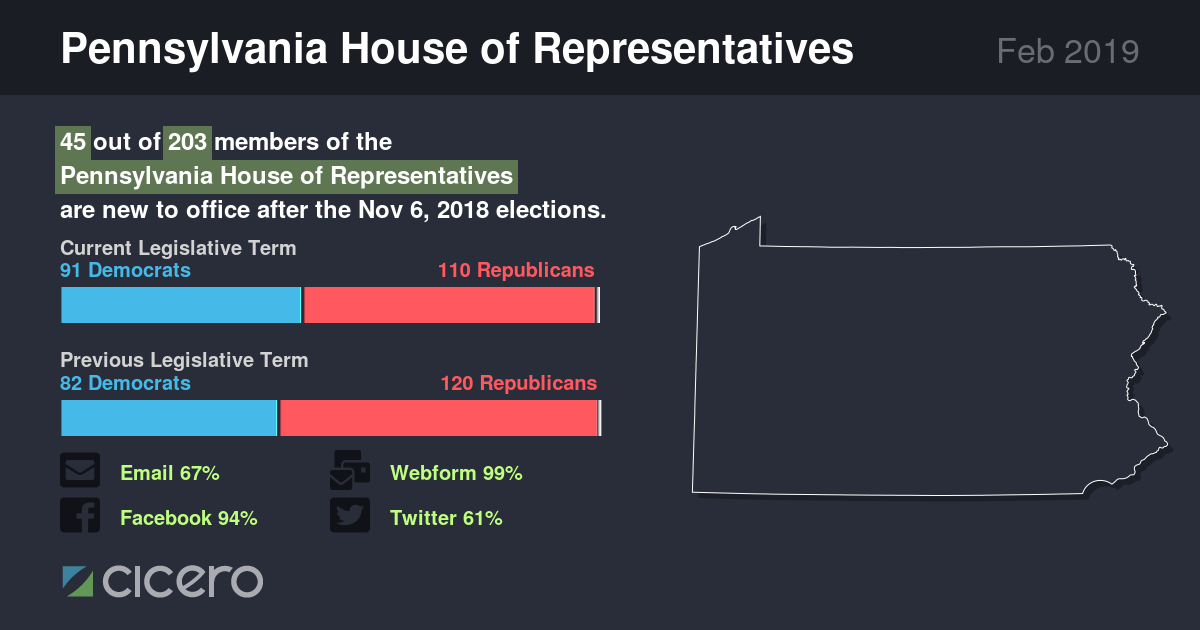 Pennsylvania House of Representatives
Feb 2019
45 out of 203 members of the
Pennsylvania House of Representatives
are new to office after the Nov 6, 2018 elections.
Current Legislative Term
91 Democrats 110 Republicans
Previous Legislative Term
82 Democrats 120 Republicans
Email 67% Webform 99%
Facebook 94% Twitter 61%
cicero